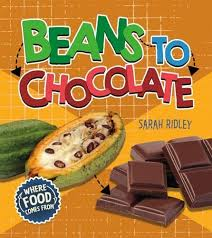 BEANS TO
CHOCOLATE
SARAH RIDLEY
WHERE
FOOD
COMES FROM